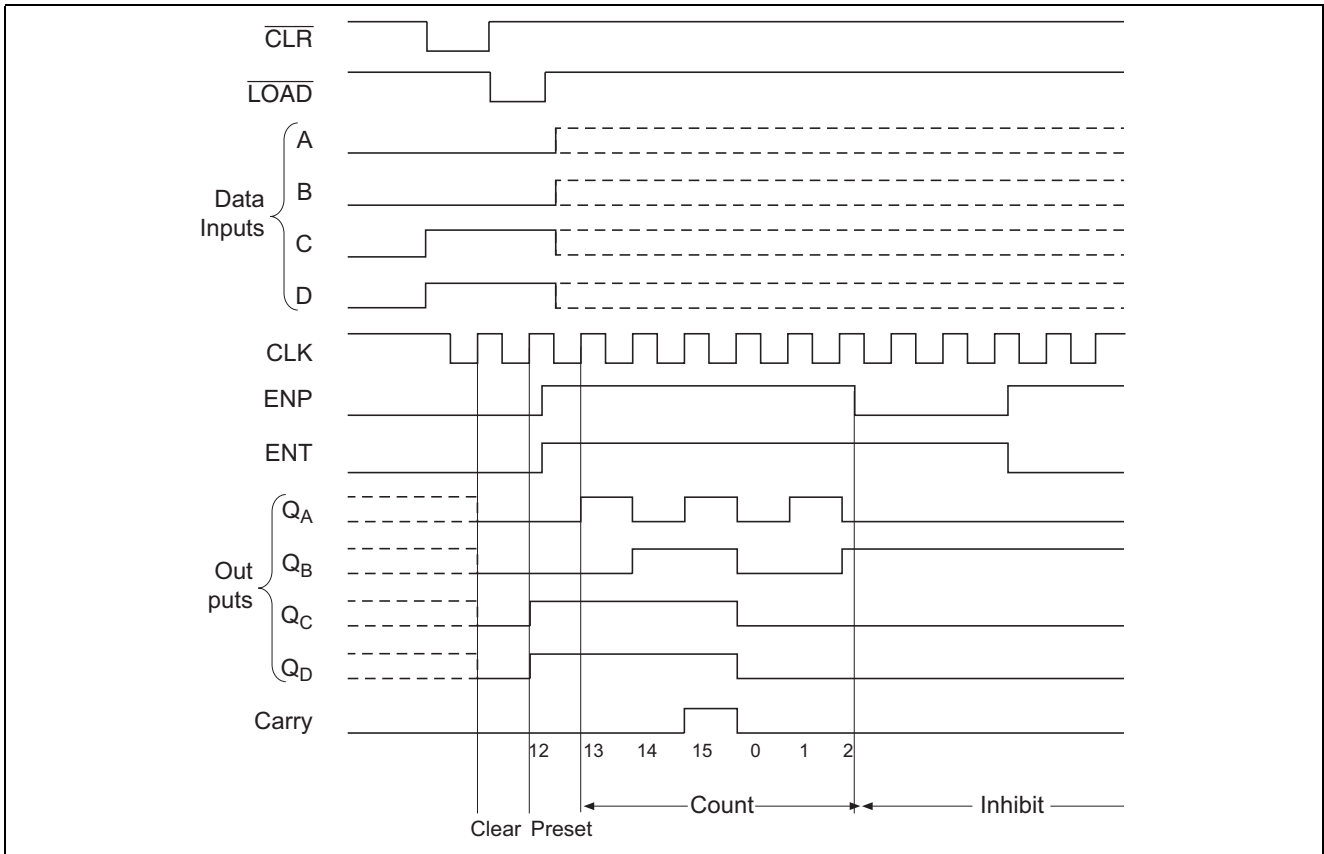 CLR
LOAD
A
B
Data
Inputs
C
D
CLK
ENP
ENT
QA
QB
Out
puts
QC
QD
Carry
12 13 14 15 0 1 2
Count Inhibit
Clear Preset